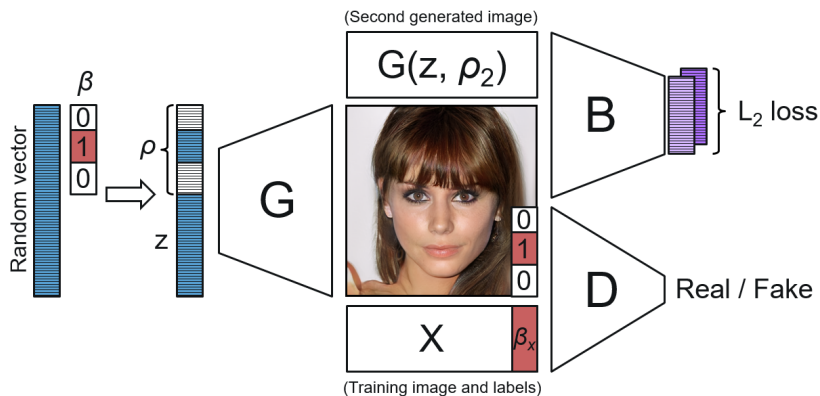 (Second generated image)
G(z, ρ₂)
β
0
1
0
ρ
z
Random vector
G
B
L₂ loss
0
1
0
D
Real / Fake
X
βₓ
(Training image and labels)